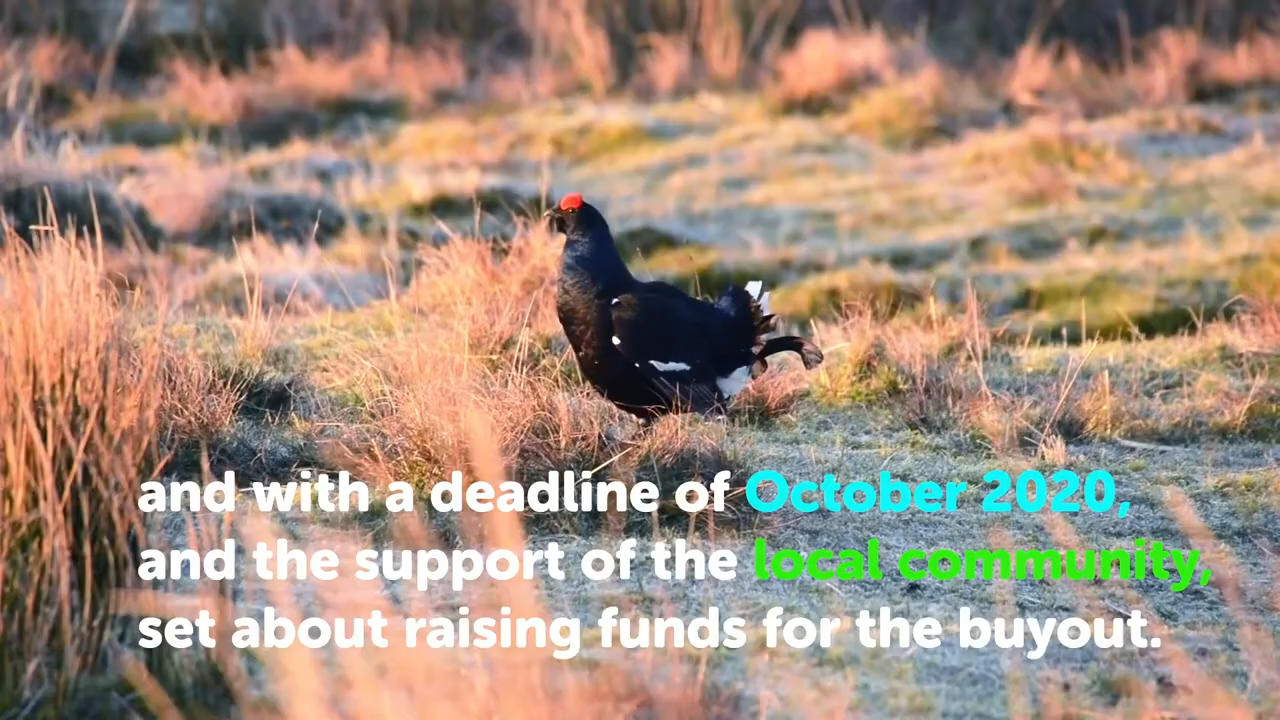 and with a deadline of October 2020,
and the support of the local community,
set about raising funds for the buyout.